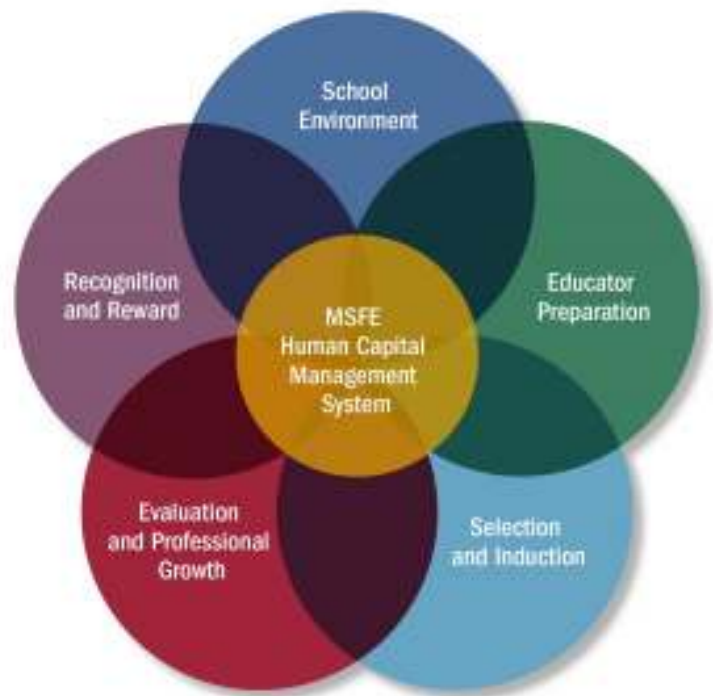 School
Environment
Recognition
and Reward
Educator
Preparation
MSFE
Human Capital
Management
System
Evaluation
and Professional
Growth
Selection
and Induction